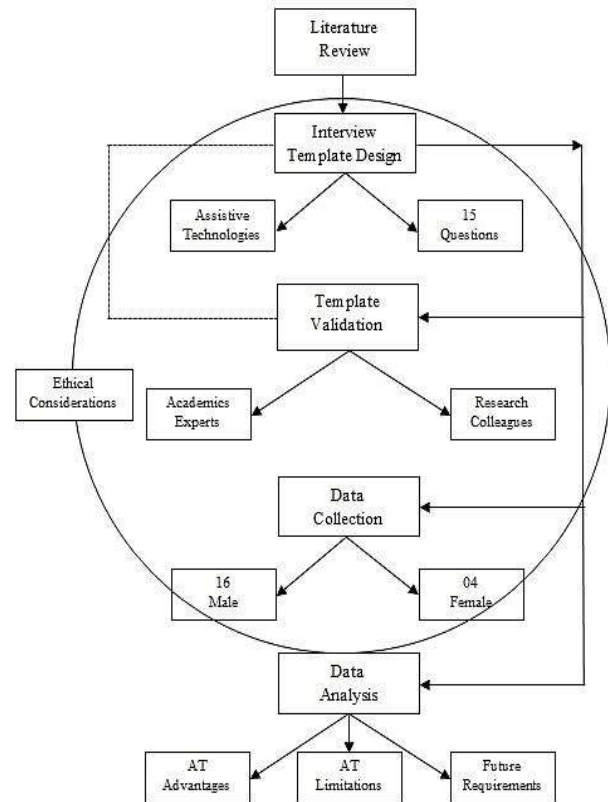 Literature
Review
Interview
Template Design
Assistive
Technologies
15
Questions
Template
Validation
Ethical
Considerations
Academics
Experts
Research
Colleagues
Data
Collection
16
Male
04
Female
Data
Analysis
AT
Advantages
AT
Limitations
Future
Requirements